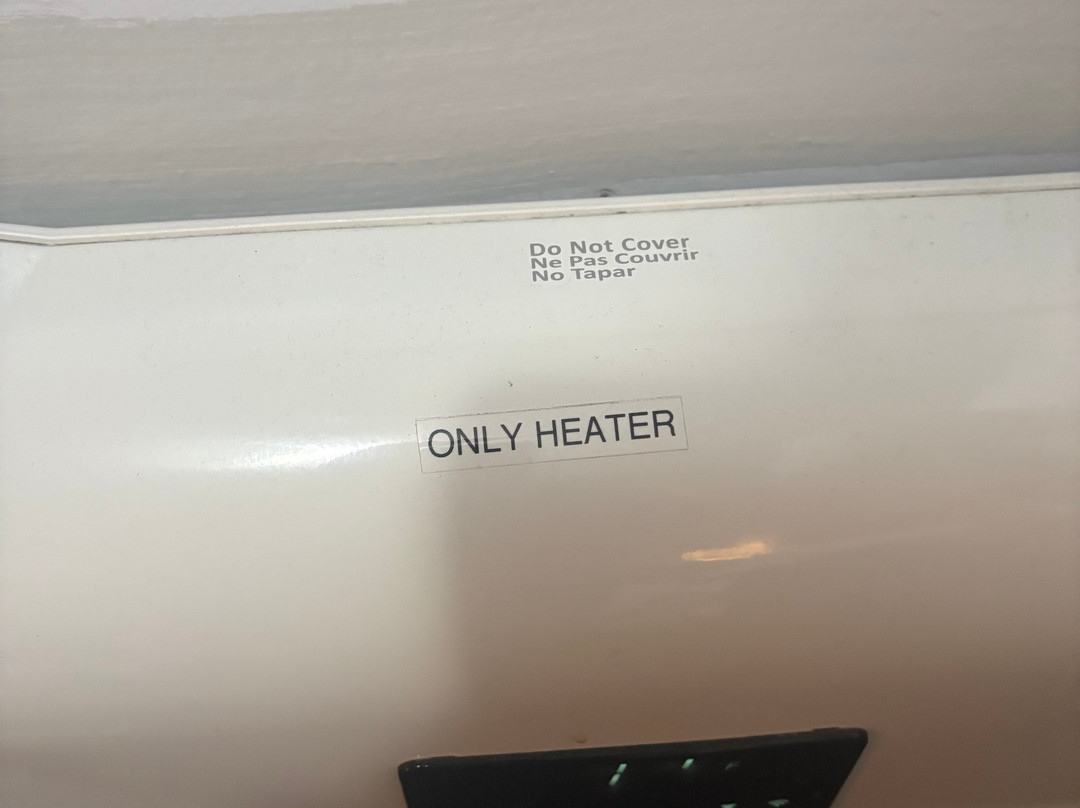 Do Not Cover
Ne Pas Couvrir
No Tapar
ONLY HEATER